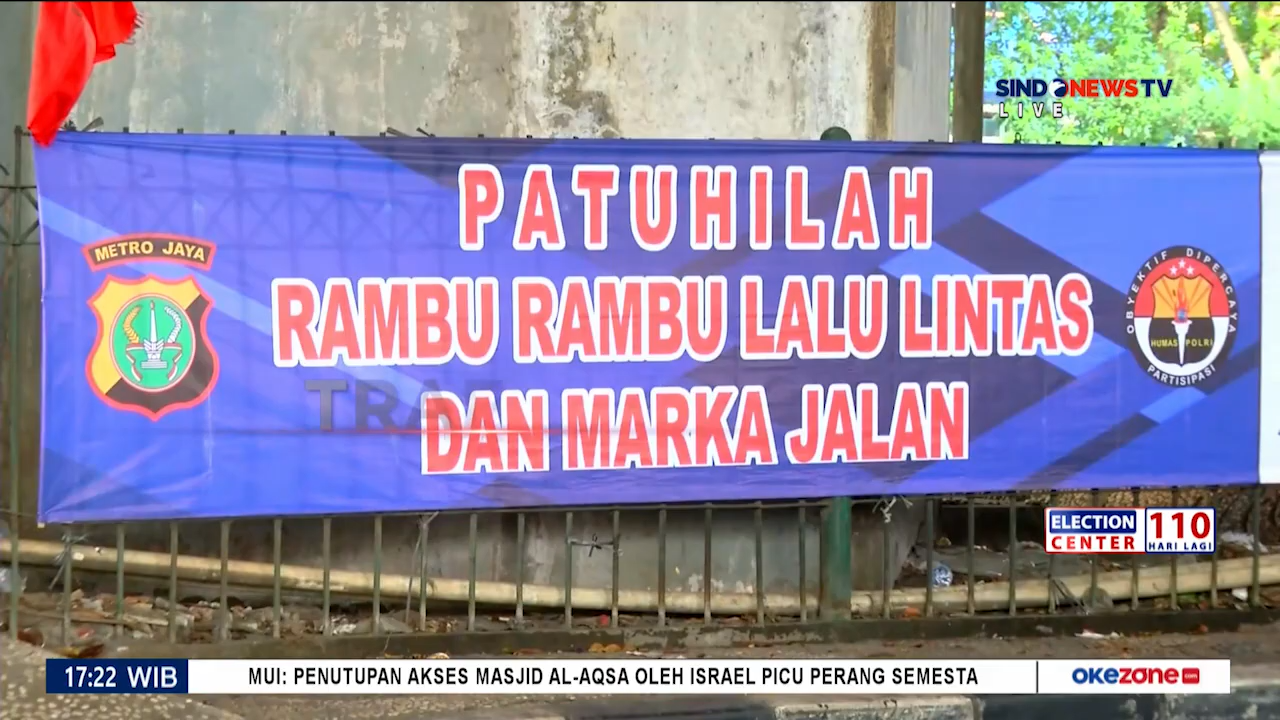 SINDONEWS TV
LIVE
METRO JAYA
PATUHILAH
RAMBU RAMBU LALU LINTAS
DAN MARKA JALAN
OBYEKTIF DIPERCAYA
HUMAS POLRI
PARTISIPASI
ELECTION CENTER
110 HARI LAGI
17:22 WIB
MUI: PENUTUPAN AKSES MASJID AL-AQSA OLEH ISRAEL PICU PERANG SEMESTA
OKEZONE